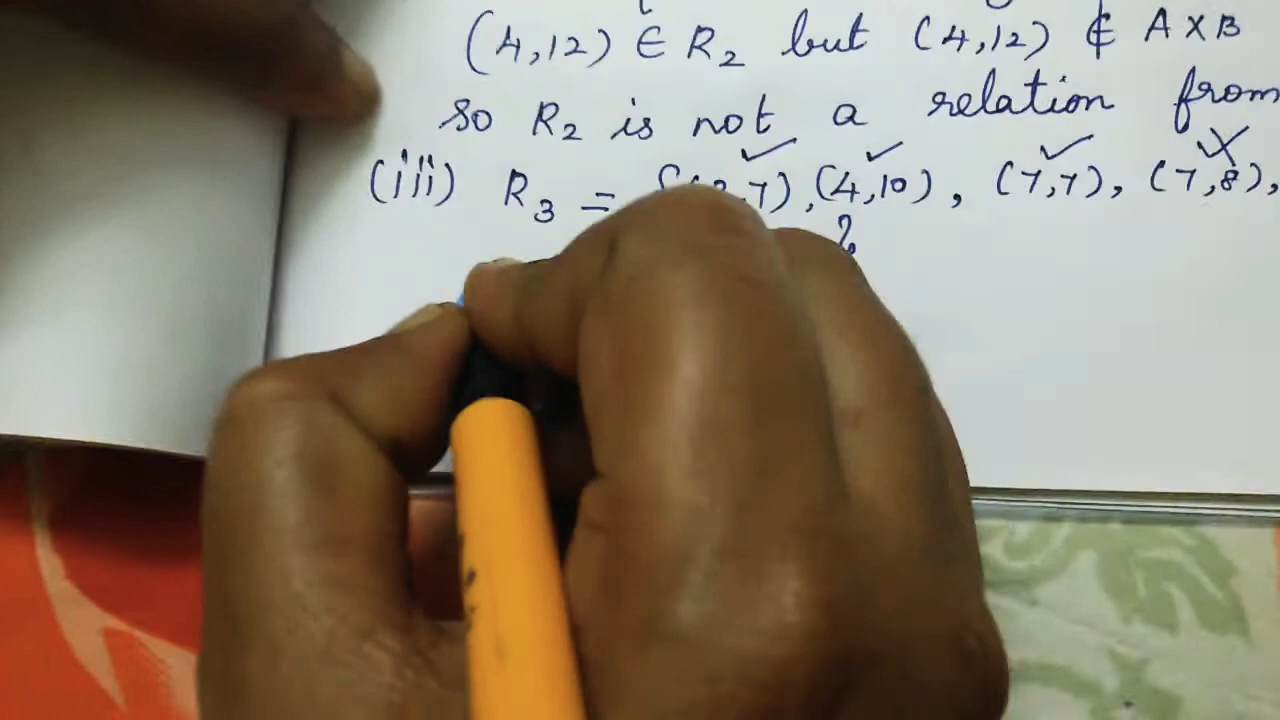 (4,12) ∈ R₂ but (4,12) ∉ A×B
so R₂ is not a relation from
(iii) R₃ = ,7), (4,10), (7,7), (7,8),